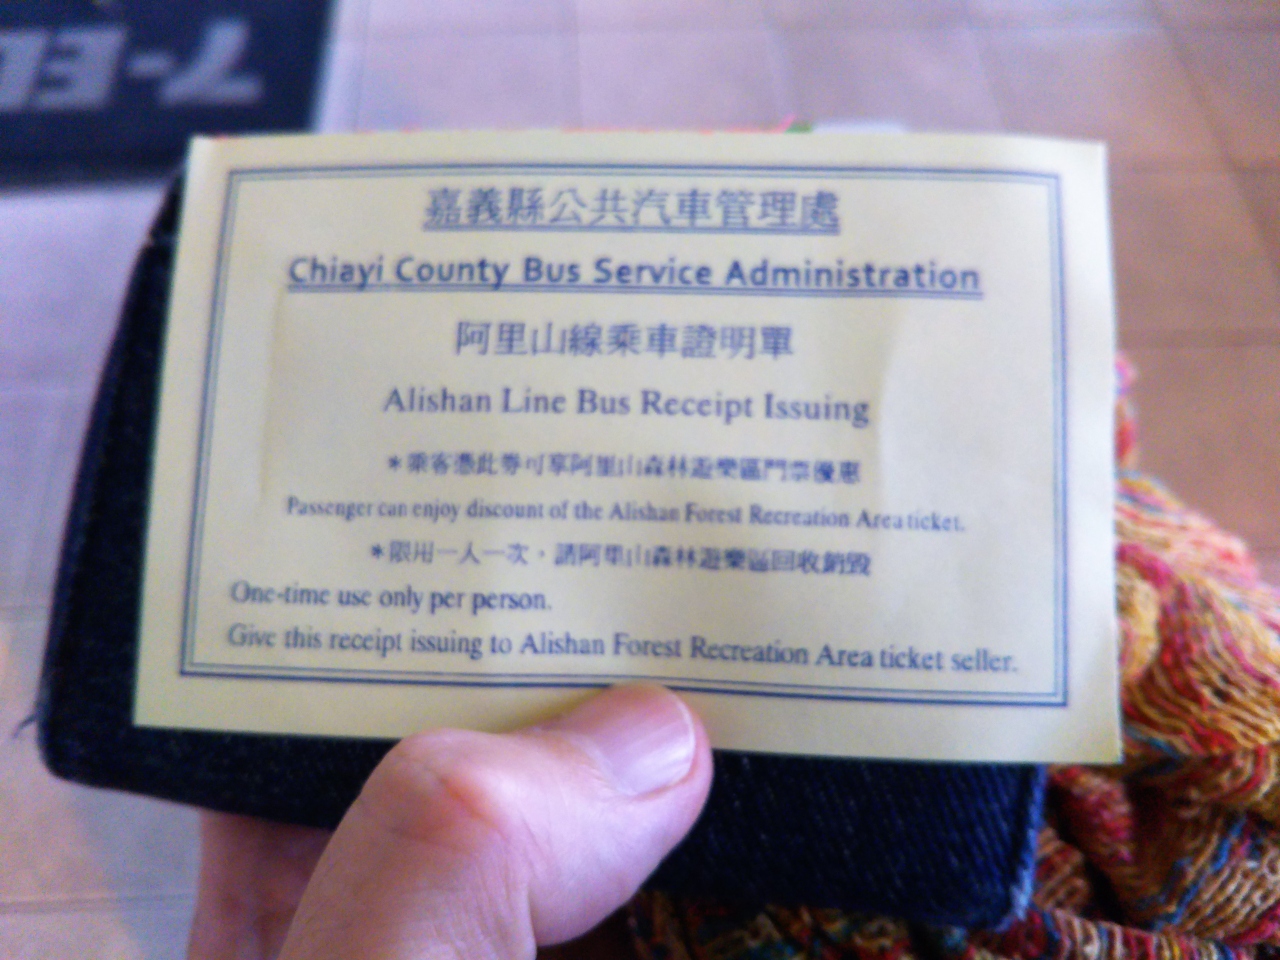 嘉義縣公共汽車管理處
Chiayi County Bus Service Administration
阿里山線乘車證明單
Alishan Line Bus Receipt Issuing
*乘客憑此券可享阿里山森林遊樂區門票優惠
Passenger can enjoy discount of the Alishan Forest Recreation Area ticket.
*限用一人一次,請阿里山森林遊樂區回收銷毀
One-time use only per person.
Give this receipt issuing to Alishan Forest Recreation Area ticket seller.